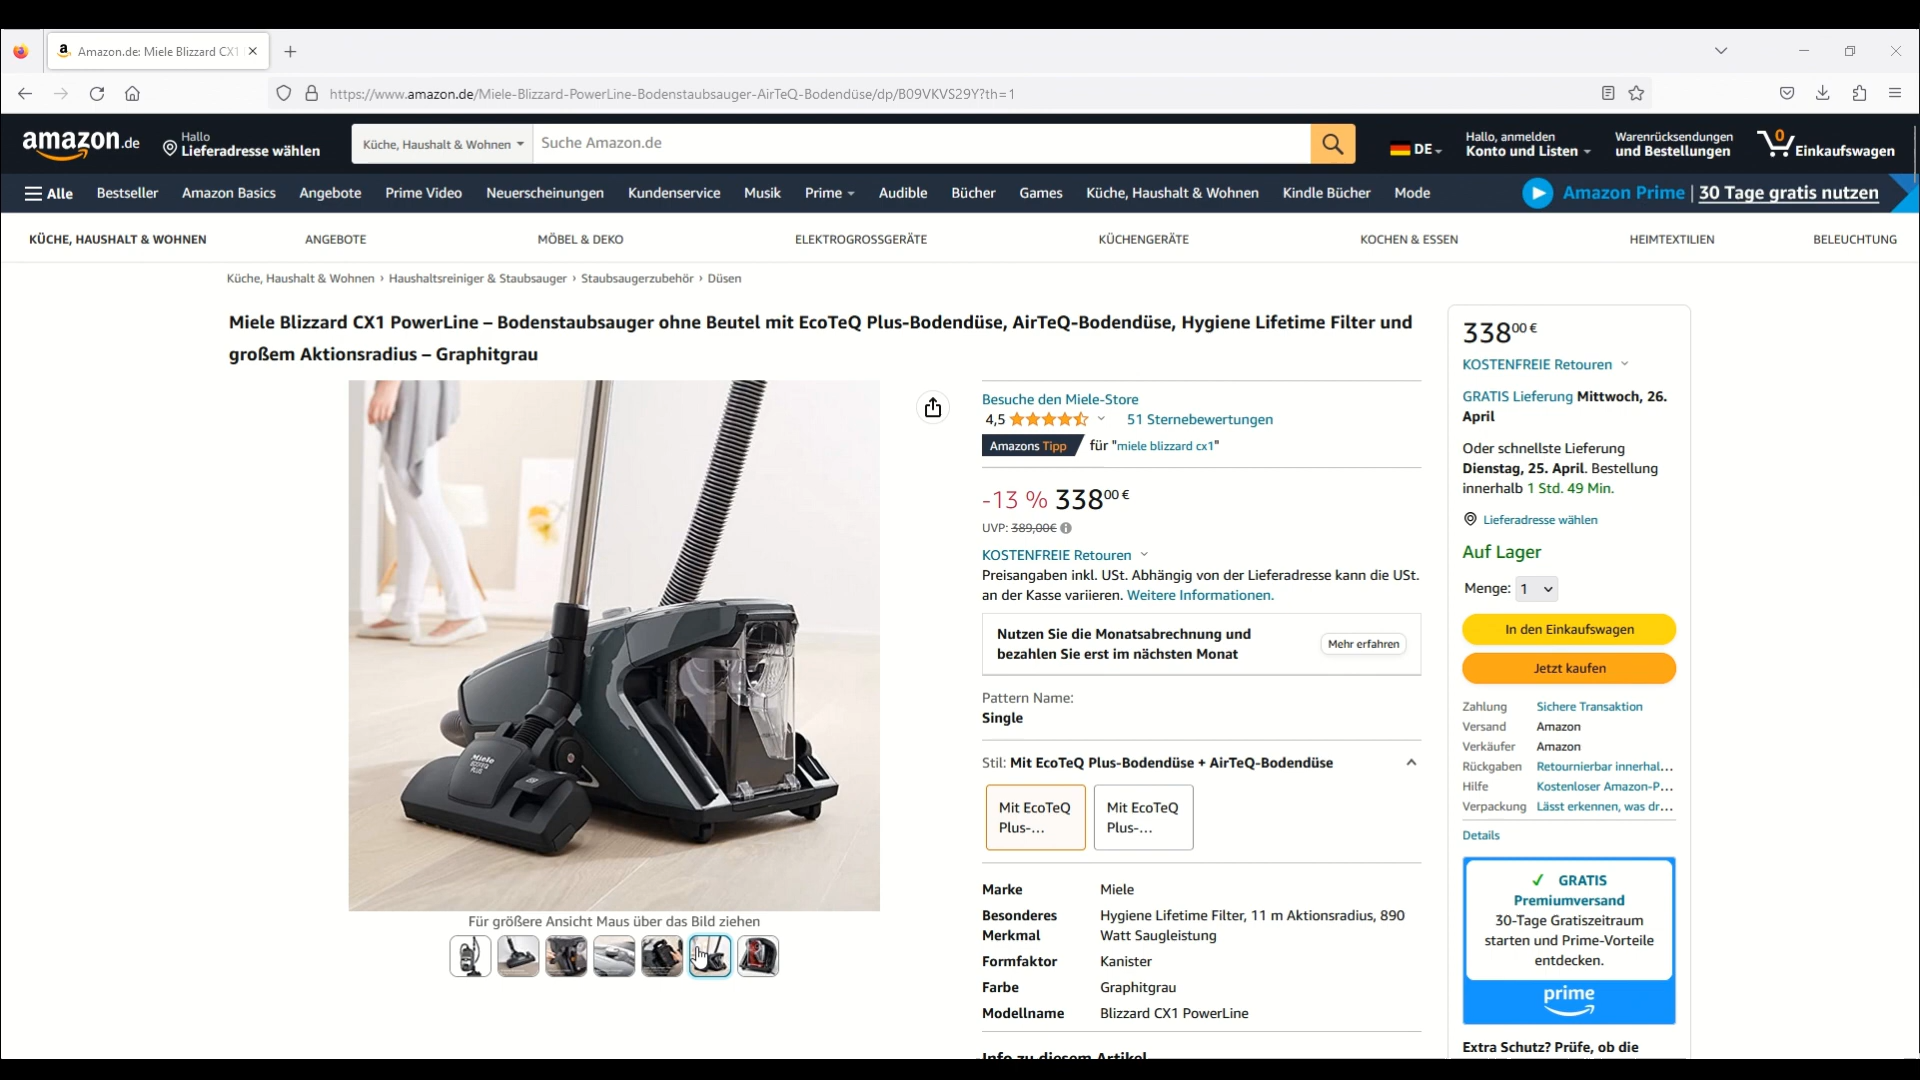 Amazon.de: Miele Blizzard CX1
https://www.amazon.de/Miele-Blizzard-PowerLine-Bodenstaubsauger-AirTeQ-Bodendüse/dp/B09VKVS29Y?th=1
amazon.de
Hallo
Lieferadresse wählen
Küche, Haushalt & Wohnen
Suche Amazon.de
DE
Hallo, anmelden
Konto und Listen
Warenrücksendungen
und Bestellungen
0
Einkaufswagen
Alle
Bestseller
Amazon Basics
Angebote
Prime Video
Neuerscheinungen
Kundenservice
Musik
Prime
Audible
Bücher
Games
Küche, Haushalt & Wohnen
Kindle Bücher
Mode
Amazon Prime | 30 Tage gratis nutzen
KÜCHE, HAUSHALT & WOHNEN
ANGEBOTE
MÖBEL & DEKO
ELEKTROGROSSGERÄTE
KÜCHENGERÄTE
KOCHEN & ESSEN
HEIMTEXTILIEN
BELEUCHTUNG
Küche, Haushalt & Wohnen › Haushaltsreiniger & Staubsauger › Staubsaugerzubehör › Düsen
Miele Blizzard CX1 PowerLine – Bodenstaubsauger ohne Beutel mit EcoTeQ Plus-Bodendüse, AirTeQ-Bodendüse, Hygiene Lifetime Filter und
großem Aktionsradius – Graphitgrau
Miele
Für größere Ansicht Maus über das Bild ziehen
Besuche den Miele-Store
4,5
51 Sternebewertungen
Amazons Tipp für "miele blizzard cx1"
-13 % 33800 €
UVP: 389,00€
KOSTENFREIE Retouren
Preisangaben inkl. USt. Abhängig von der Lieferadresse kann die USt.
an der Kasse variieren. Weitere Informationen.
Nutzen Sie die Monatsabrechnung und
bezahlen Sie erst im nächsten Monat
Mehr erfahren
Pattern Name:
Single
Stil: Mit EcoTeQ Plus-Bodendüse + AirTeQ-Bodendüse
Mit EcoTeQ
Plus-...
Mit EcoTeQ
Plus-...
Marke Miele
Besonderes Hygiene Lifetime Filter, 11 m Aktionsradius, 890
Merkmal Watt Saugleistung
Formfaktor Kanister
Farbe Graphitgrau
Modellname Blizzard CX1 PowerLine
Info zu diesem Artikel
33800 €
KOSTENFREIE Retouren
GRATIS Lieferung Mittwoch, 26.
April
Oder schnellste Lieferung
Dienstag, 25. April. Bestellung
innerhalb 1 Std. 49 Min.
Lieferadresse wählen
Auf Lager
Menge: 1
In den Einkaufswagen
Jetzt kaufen
Zahlung Sichere Transaktion
Versand Amazon
Verkäufer Amazon
Rückgaben Retournierbar innerhal...
Hilfe Kostenloser Amazon-P...
Verpackung Lässt erkennen, was dr...
Details
GRATIS
Premiumversand
30-Tage Gratiszeitraum
starten und Prime-Vorteile
entdecken.
prime
Extra Schutz? Prüfe, ob die